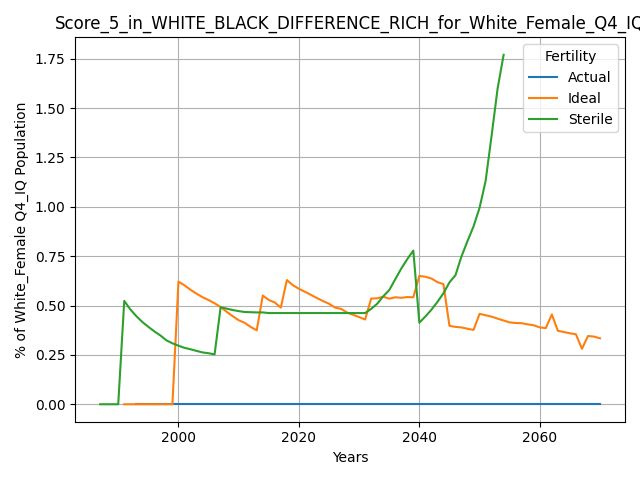 Score_5_in_WHITE_BLACK_DIFFERENCE_RICH_for_White_Female_Q4_IQ
% of White_Female Q4_IQ Population
1.75
1.50
1.25
1.00
0.75
0.50
0.25
0.00
Fertility
Actual
Ideal
Sterile
2000
2020
2040
2060
Years